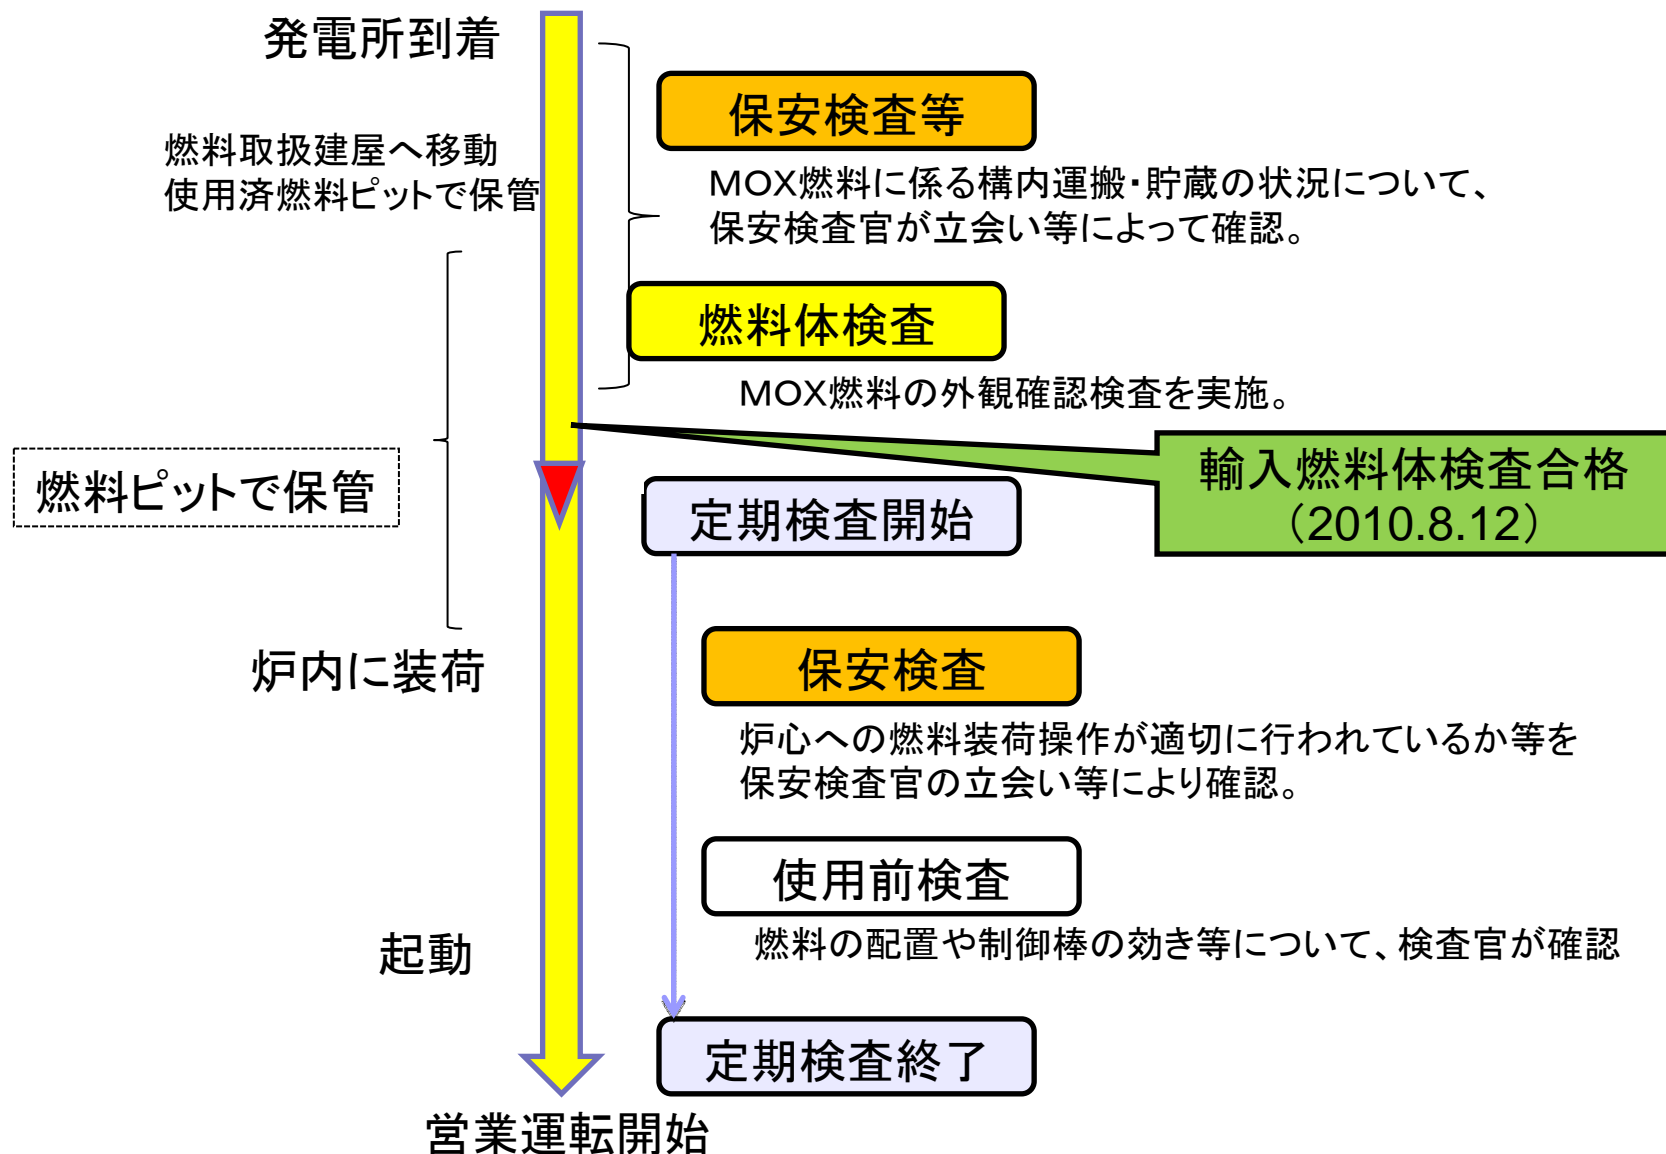 発電所到着
保安検査等
燃料取扱建屋へ移動
使用済燃料ピットで保管
MOX燃料に係る構内運搬・貯蔵の状況について、
保安検査官が立会い等によって確認。
燃料体検査
MOX燃料の外観確認検査を実施。
輸入燃料体検査合格
（2010.8.12）
燃料ピットで保管
定期検査開始
炉内に装荷
保安検査
炉心への燃料装荷操作が適切に行われているか等を
保安検査官の立会い等により確認。
使用前検査
燃料の配置や制御棒の効き等について、検査官が確認
起動
定期検査終了
営業運転開始